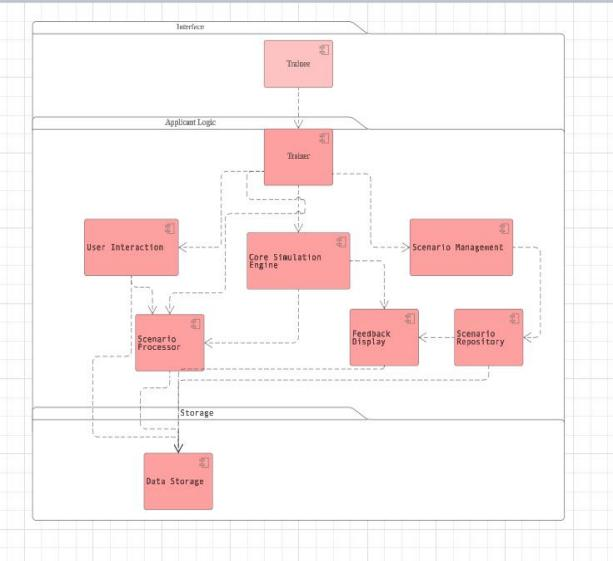 Interface
Trainee
Applicant Logic
Trainer
User Interaction
Core Simulation
Engine
Scenario Management
Scenario
Processor
Feedback
Display
Scenario
Repository
Storage
Data Storage